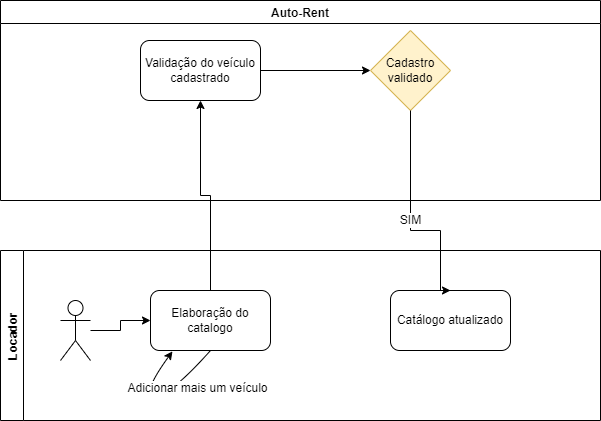 Auto-Rent
Validação do veículo
cadastrado
Cadastro
validado
SIM
Locador
Elaboração do
catalogo
Catálogo atualizado
Adicionar mais um veículo